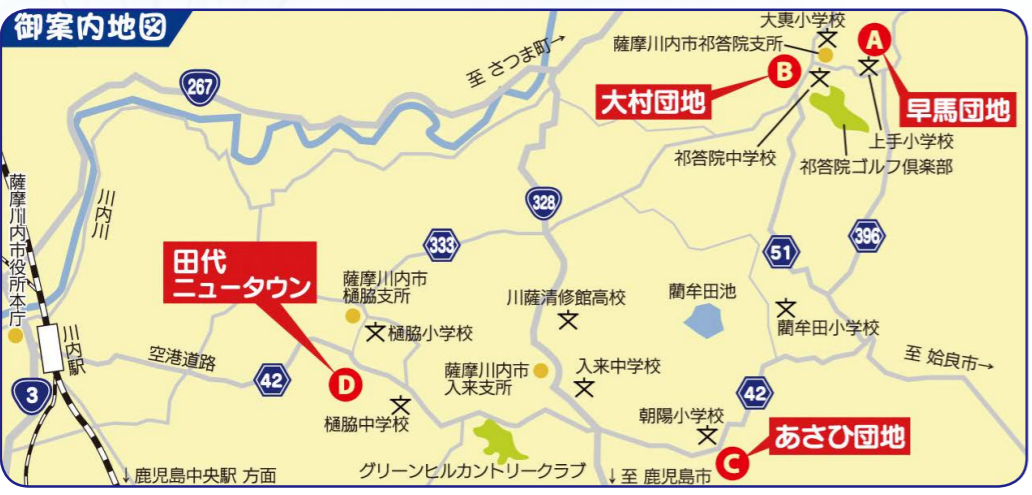 御案内地図
大軣小学校
薩摩川内市祁答院支所
至 さつま町→
A
B
大村団地
早馬団地
267
上手小学校
祁答院中学校
祁答院ゴルフ倶楽部
薩摩川内市役所本庁
川内川
328
333
51
396
田代
ニュータウン
薩摩川内市
樋脇支所
川薩清修館高校
藺牟田池
樋脇小学校
藺牟田小学校
川内駅
空港道路
42
D
薩摩川内市
入来支所
入来中学校
至 姶良市→
3
42
樋脇中学校
朝陽小学校
あさひ団地
C
グリーンヒルカントリークラブ
↓鹿児島中央駅 方面
↓至 鹿児島市